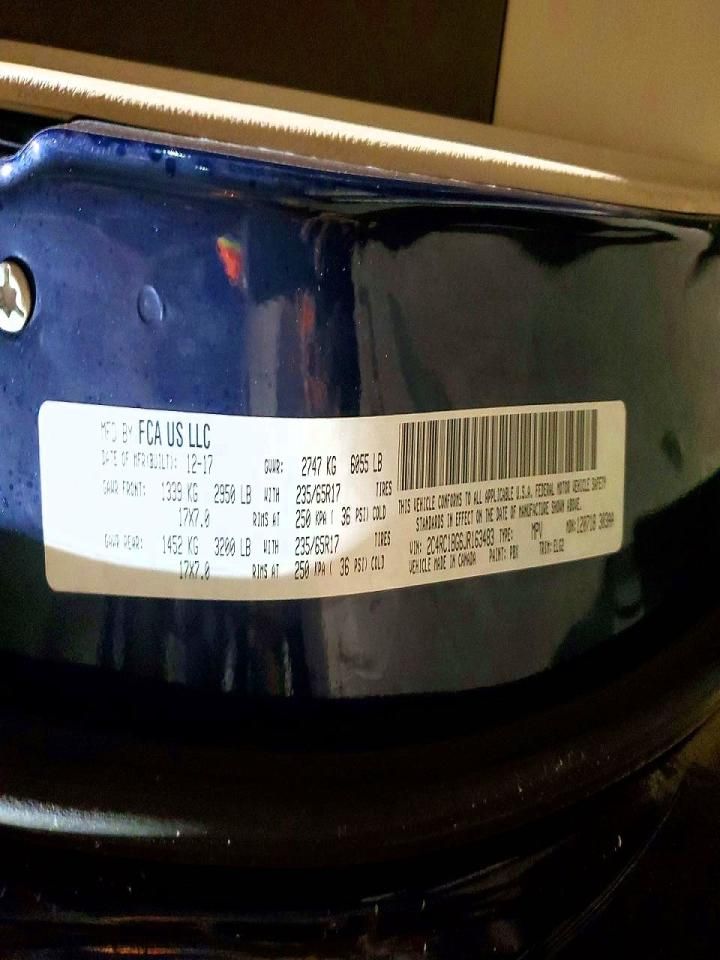 MFD BY FCA US LLC
DATE OF MFR(BUILT): 12-17 GVWR: 2747 KG 6055 LB
GAWR FRONT: 1339 KG 2950 LB WITH 235/65R17 TIRES
17X7.0 RIMS AT 250 KPA ( 36 PSI) COLD
GAWR REAR: 1452 KG 3200 LB WITH 235/65R17 TIRES
17X7.0 RIMS AT 250 KPA ( 36 PSI) COLD
THIS VEHICLE CONFORMS TO ALL APPLICABLE U.S.A. FEDERAL MOTOR VEHICLE SAFETY
STANDARDS IN EFFECT ON THE DATE OF MANUFACTURE SHOWN ABOVE.
VIN: TYPE: MPV MDH:
VEHICLE MADE IN CANADA PAINT: PBX TRIM: